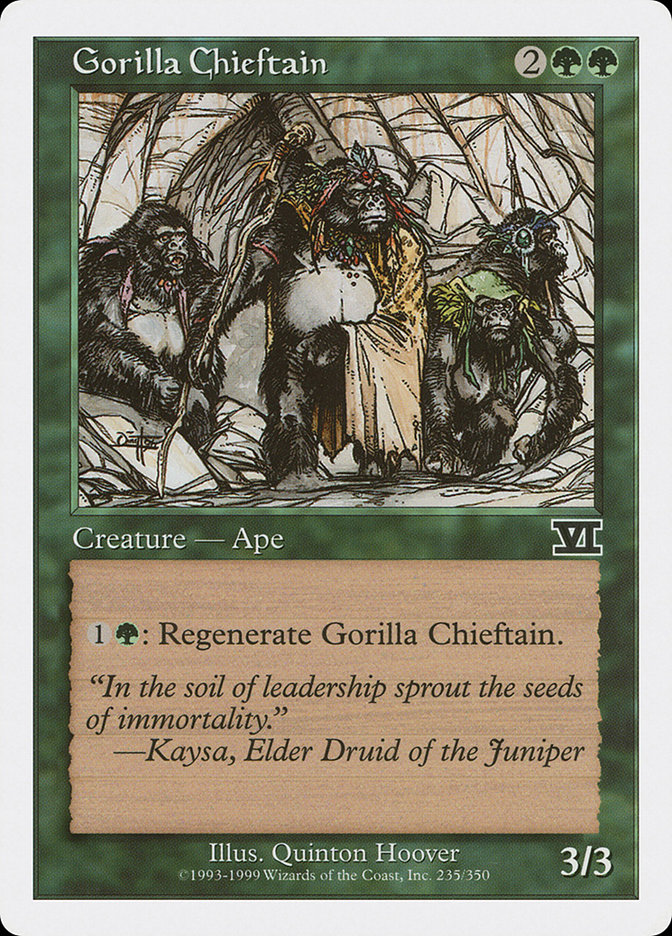 Gorilla Chieftain 2
Creature — Ape VI
1 : Regenerate Gorilla Chieftain.
“In the soil of leadership sprout the seeds
of immortality.”
—Kaysa, Elder Druid of the Juniper
Illus. Quinton Hoover
©1993-1999 Wizards of the Coast, Inc. 235/350
3/3